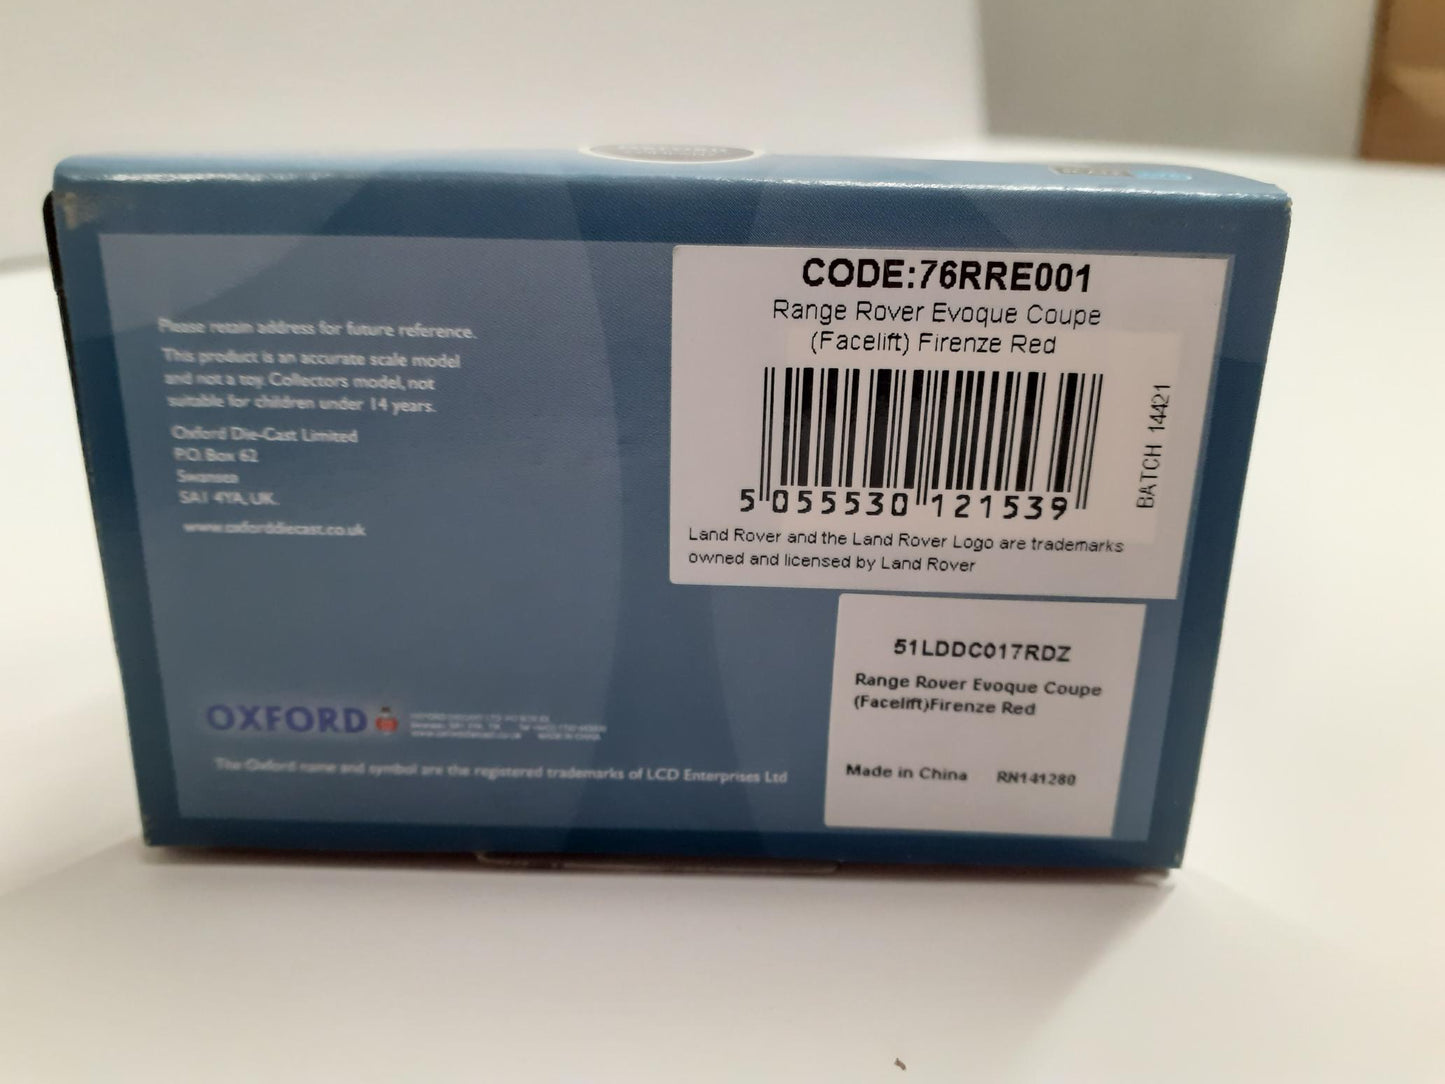 Please retain address for future reference.
This product is an accurate scale model
and not a toy. Collectors model, not
suitable for children under 14 years.
Oxford Die-Cast Limited
P.O. Box 62
Swansea
SA1 4YA, UK.
www.oxforddiecast.co.uk
OXFORD
The Oxford name and symbol are the registered trademarks of LCD Enterprises Ltd
CODE:76RRE001
Range Rover Evoque Coupe
(Facelift) Firenze Red
5 055530 121539
BATCH 14421
Land Rover and the Land Rover Logo are trademarks
owned and licensed by Land Rover
51LDDC017RDZ
Range Rover Evoque Coupe
(Facelift)Firenze Red
Made in China RN141280